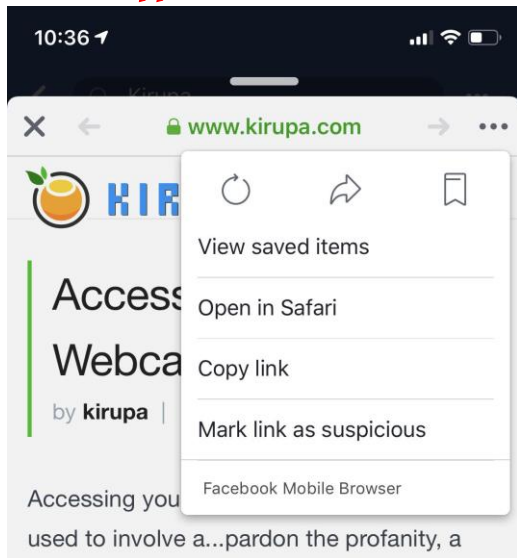 10:36
Kirupa
www.kirupa.com
KIR
View saved items
Open in Safari
Copy link
Mark link as suspicious
Facebook Mobile Browser
Access
Webca
by kirupa |
Accessing you
used to involve a...pardon the profanity, a